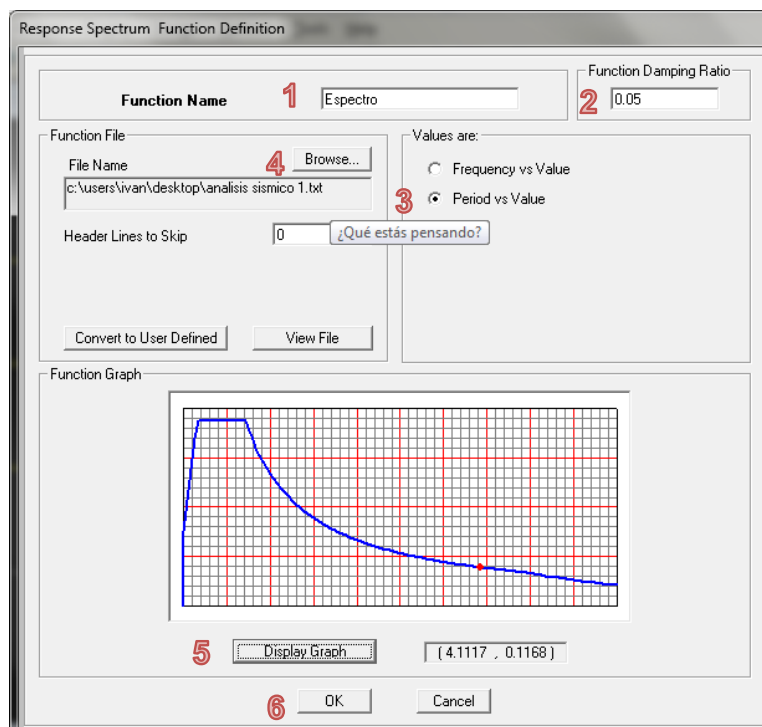 Response Spectrum Function Definition
Function Name 1 Espectro
Function Damping Ratio
2 0.05
Function File
File Name 4 Browse...
c:\users\ivan\desktop\analisis sismico 1.txt
Header Lines to Skip 0
¿Qué estás pensando?
Convert to User Defined View File
Values are:
Frequency vs Value
3 Period vs Value
Function Graph
5 Display Graph ( 4.1117 , 0.1168 )
6 OK Cancel